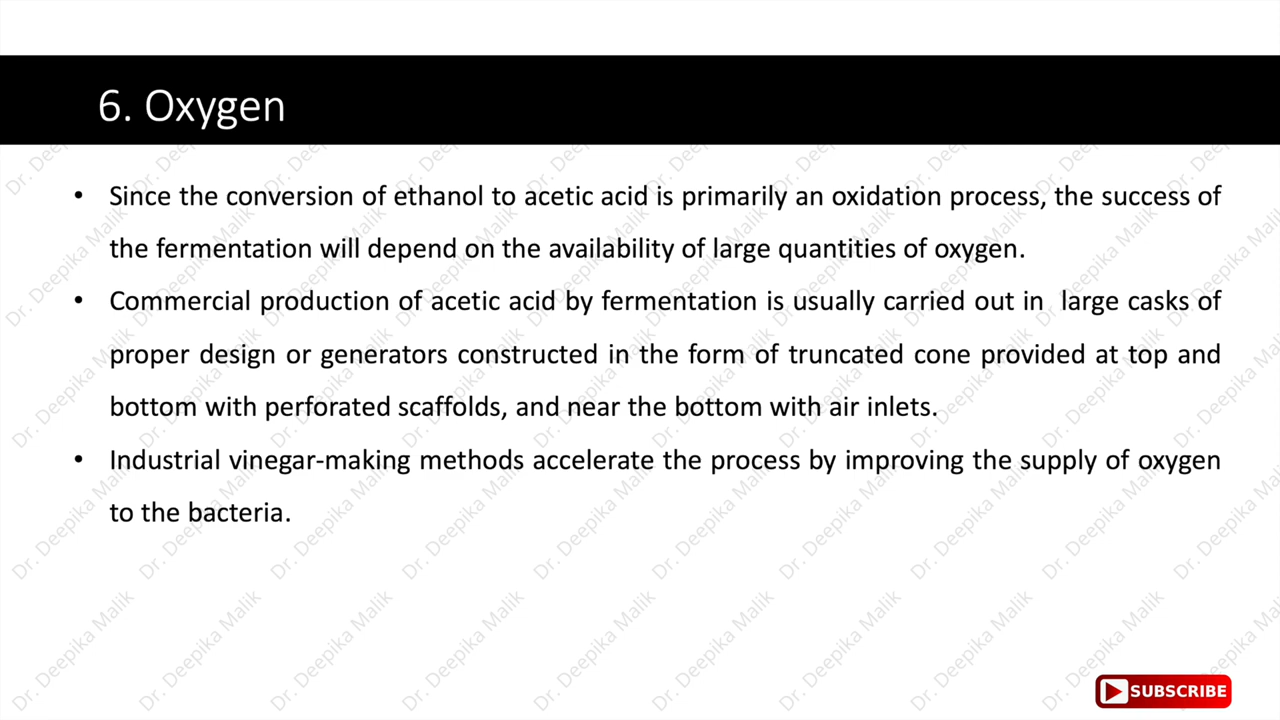 6. Oxygen
• Since the conversion of ethanol to acetic acid is primarily an oxidation process, the success of
the fermentation will depend on the availability of large quantities of oxygen.
• Commercial production of acetic acid by fermentation is usually carried out in large casks of
proper design or generators constructed in the form of truncated cone provided at top and
bottom with perforated scaffolds, and near the bottom with air inlets.
• Industrial vinegar-making methods accelerate the process by improving the supply of oxygen
to the bacteria.
Dr. Deepika Malik
SUBSCRIBE